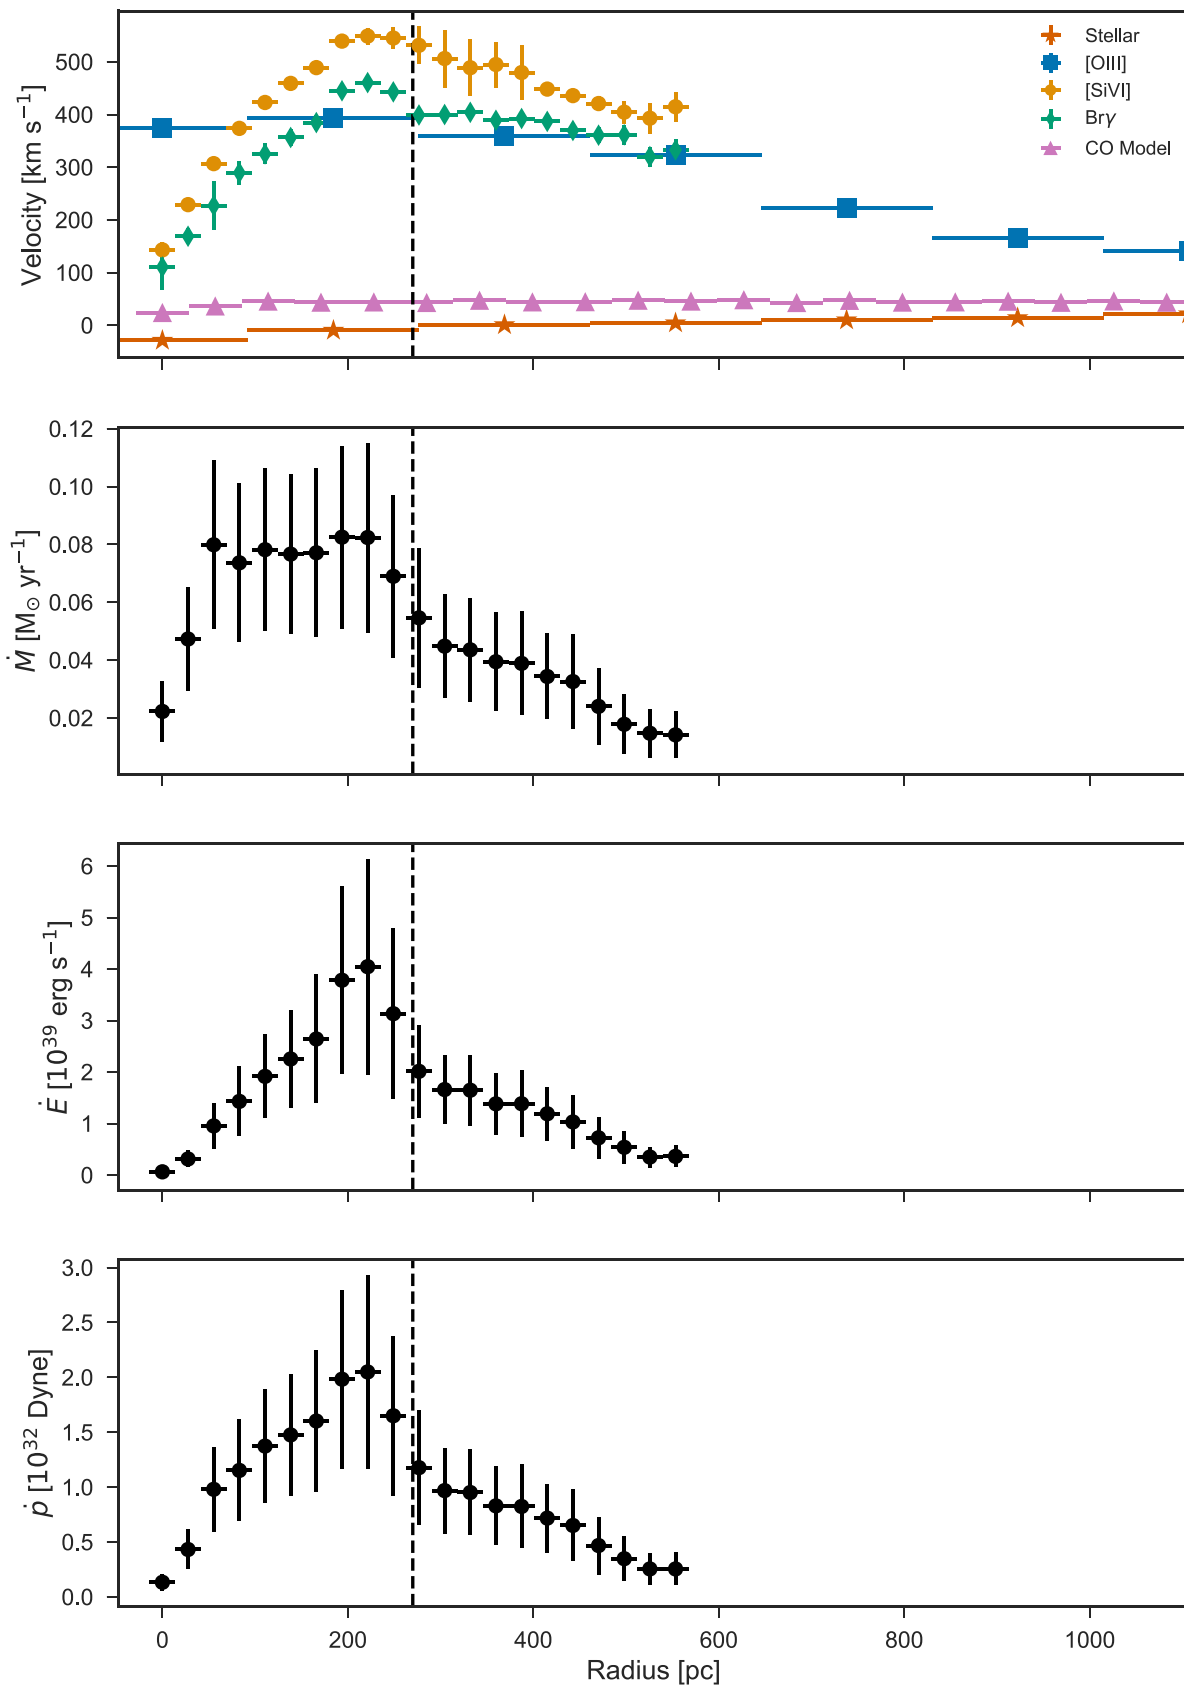 Stellar
[OIII]
[SiVI]
Brγ
CO Model
Velocity [km s⁻¹]
500
400
300
200
100
0
Ṁ [M⊙ yr⁻¹]
0.12
0.10
0.08
0.06
0.04
0.02
Ė [10³⁹ erg s⁻¹]
6
5
4
3
2
1
0
ṗ [10³² Dyne]
3.0
2.5
2.0
1.5
1.0
0.5
0.0
0 200 400 600 800 1000
Radius [pc]